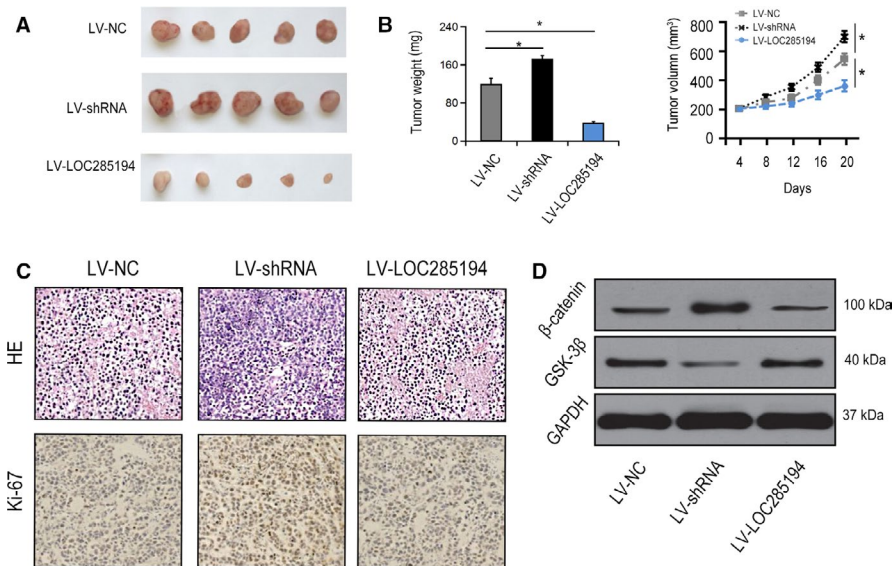 A
LV-NC
LV-shRNA
LV-LOC285194
B
Tumor weight (mg)
240
160
80
0
*
*
LV-NC
LV-shRNA
LV-LOC285194
Tumor volumn (mm³)
800
600
400
200
0
4 8 12 16 20
Days
LV-NC
LV-shRNA
LV-LOC285194
*
*
C
LV-NC LV-shRNA LV-LOC285194
HE
Ki-67
D
β-catenin
100 kDa
GSK-3β
40 kDa
GAPDH
37 kDa
LV-NC
LV-shRNA
LV-LOC285194